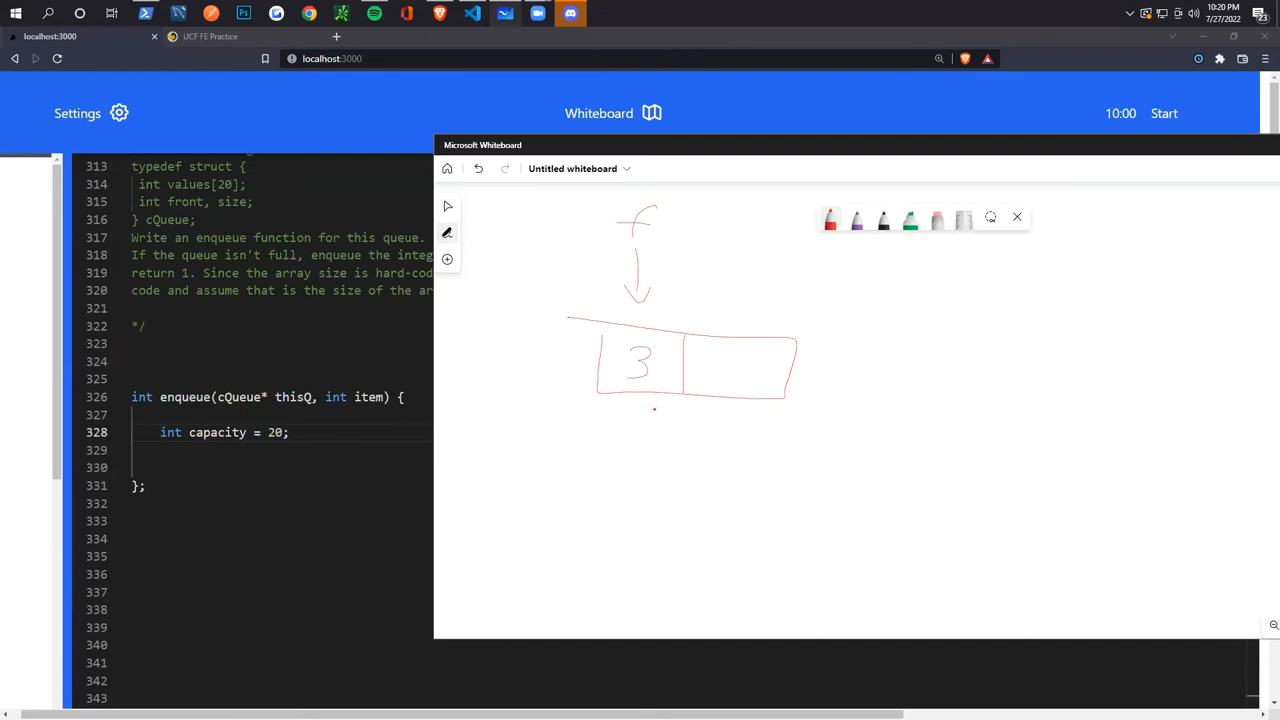 10:20 PM
7/27/2022
23
localhost:3000
UCF FE Practice
localhost:3000
Settings
Whiteboard
10:00
Start
Microsoft Whiteboard
Untitled whiteboard
313 typedef struct {
314 int values[20];
315 int front, size;
316 } cQueue;
317 Write an enqueue function for this queue.
318 If the queue isn't full, enqueue the integ
319 return 1. Since the array size is hard-cod
320 code and assume that is the size of the ar
321
322 */
323
324
325
326 int enqueue(cQueue* thisQ, int item) {
327
328 int capacity = 20;
329
330
331 };
332
333
334
335
336
337
338
339
340
341
342
343
f
3